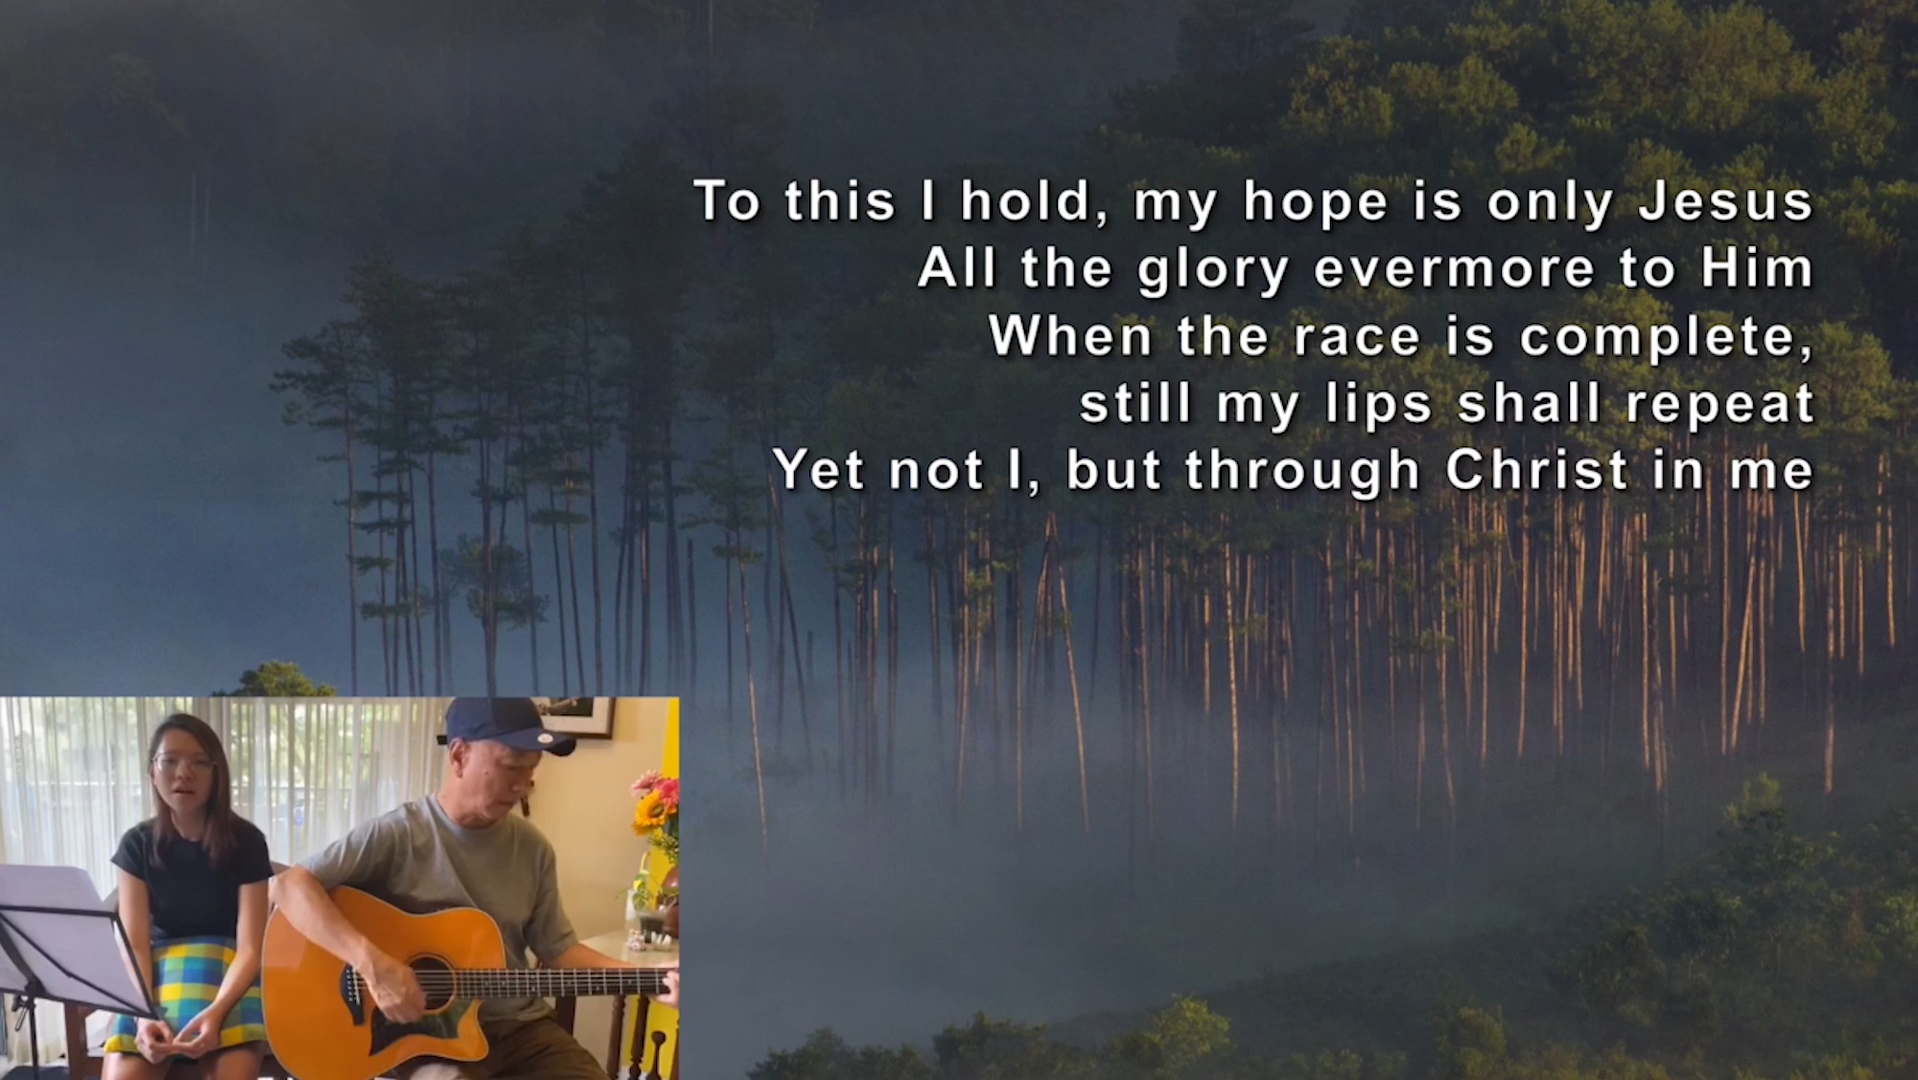 To this I hold, my hope is only Jesus
All the glory evermore to Him
When the race is complete,
still my lips shall repeat
Yet not I, but through Christ in me